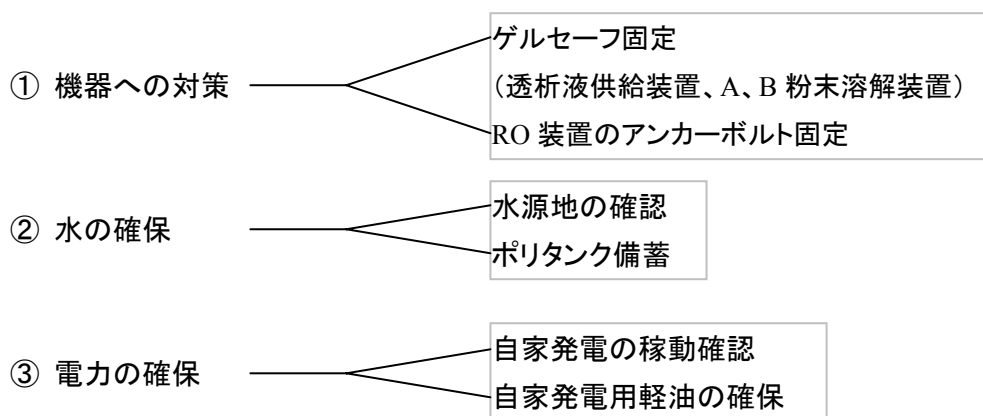 ① 機器への対策
ゲルセーフ固定
（透析液供給装置、A、B 粉末溶解装置）
RO 装置のアンカーボルト固定
② 水の確保
水源地の確認
ポリタンク備蓄
③ 電力の確保
自家発電の稼動確認
自家発電用軽油の確保